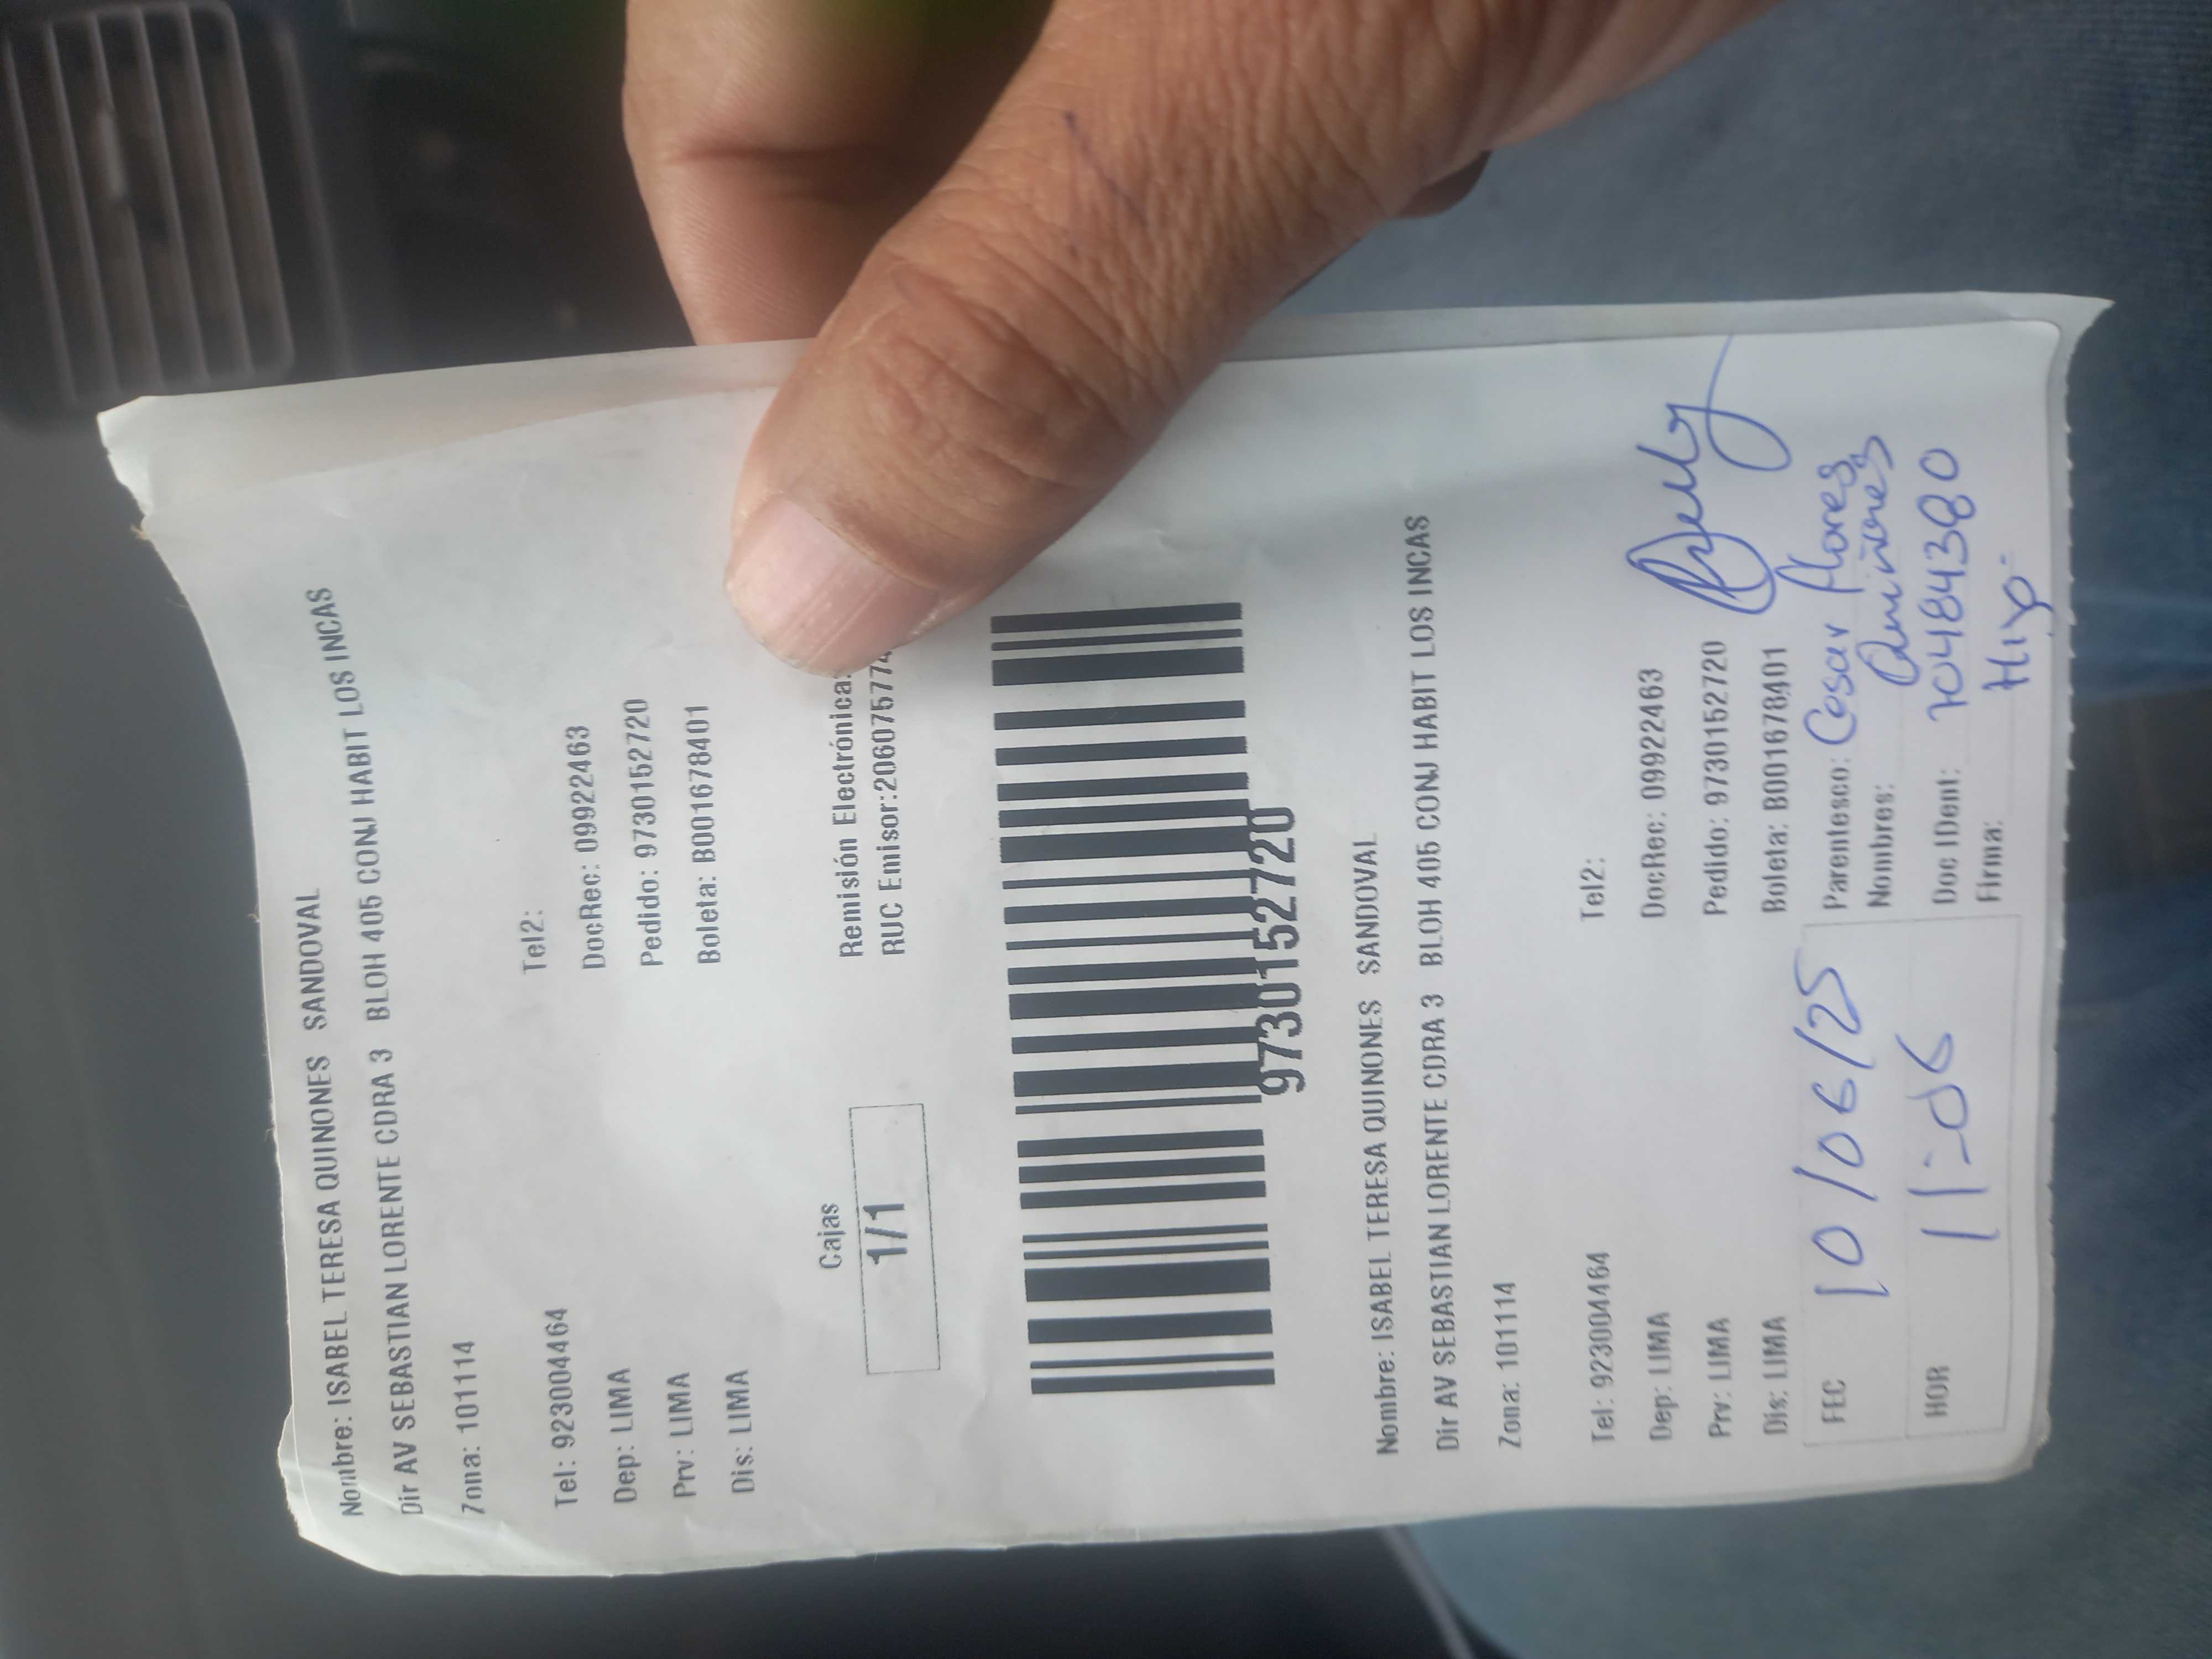 Nombre: ISABEL TERESA QUINONES SANDOVAL
Dir AV SEBASTIAN LORENTE CDRA 3 BLOH 405 CONJ HABIT LOS INCAS
Zona: 101114
Tel: 923004464 Tel2:
Dep: LIMA DocRec: 09922463
Prv: LIMA Pedido: 9730152720
Dis: LIMA Boleta: B001678401
Cajas
1/1
Remisión Electrónica:
RUC Emisor:206075774
9730152720
Nombre: ISABEL TERESA QUINONES SANDOVAL
Dir AV SEBASTIAN LORENTE CDRA 3 BLOH 405 CONJ HABIT LOS INCAS
Zona: 101114
Tel: 923004464 Tel2:
Dep: LIMA DocRec: 09922463
Prv: LIMA Pedido: 9730152720
Dis: LIMA Boleta: B001678401
FEC 10/06/25
Parentesco: Cesar Flores
Nombres: Quiñones
HOR 11:06
Doc IDent: 70484380
Firma: Hijo